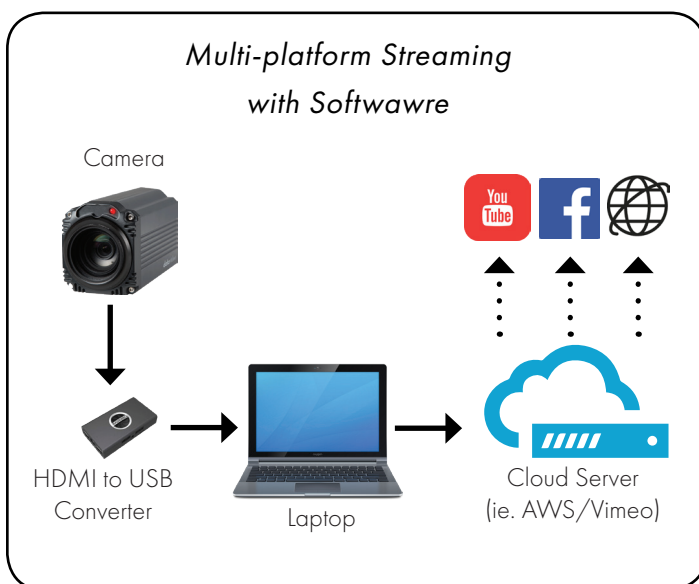 Multi-platform Streaming
with Softwawre
Camera
You
Tube
HDMI to USB
Converter
Laptop
Cloud Server
(ie. AWS/Vimeo)